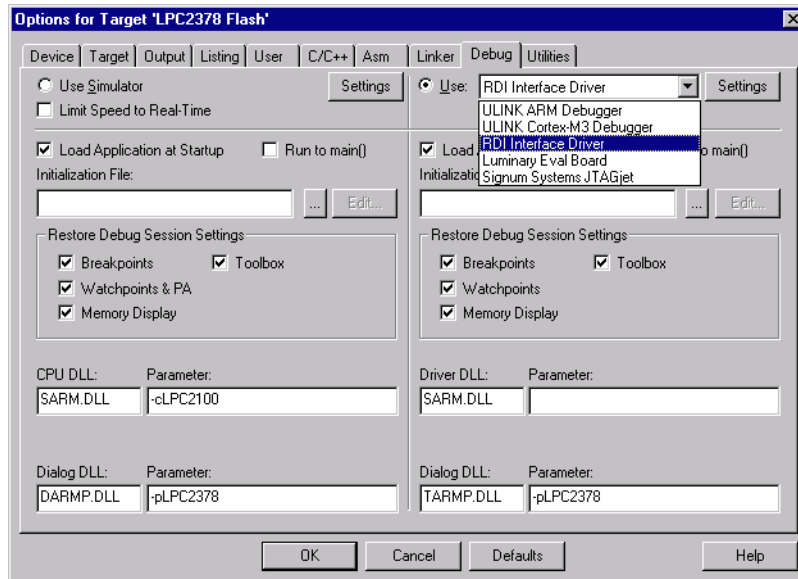 Options for Target 'LPC2378 Flash'
Device Target Output Listing User C/C++ Asm Linker Debug Utilities
Use Simulator Settings
Limit Speed to Real-Time
Use: RDI Interface Driver Settings
ULINK ARM Debugger
ULINK Cortex-M3 Debugger
RDI Interface Driver
Luminary Eval Board
Signum Systems JTAGjet
Load Application at Startup Run to main()
Initialization File:
... Edit...
Load o main()
Initializatio
... Edit...
Restore Debug Session Settings
Breakpoints Toolbox
Watchpoints & PA
Memory Display
Restore Debug Session Settings
Breakpoints Toolbox
Watchpoints
Memory Display
CPU DLL: Parameter:
SARM.DLL -cLPC2100
Driver DLL: Parameter:
SARM.DLL
Dialog DLL: Parameter:
DARMP.DLL -pLPC2378
Dialog DLL: Parameter:
TARMP.DLL -pLPC2378
OK Cancel Defaults Help